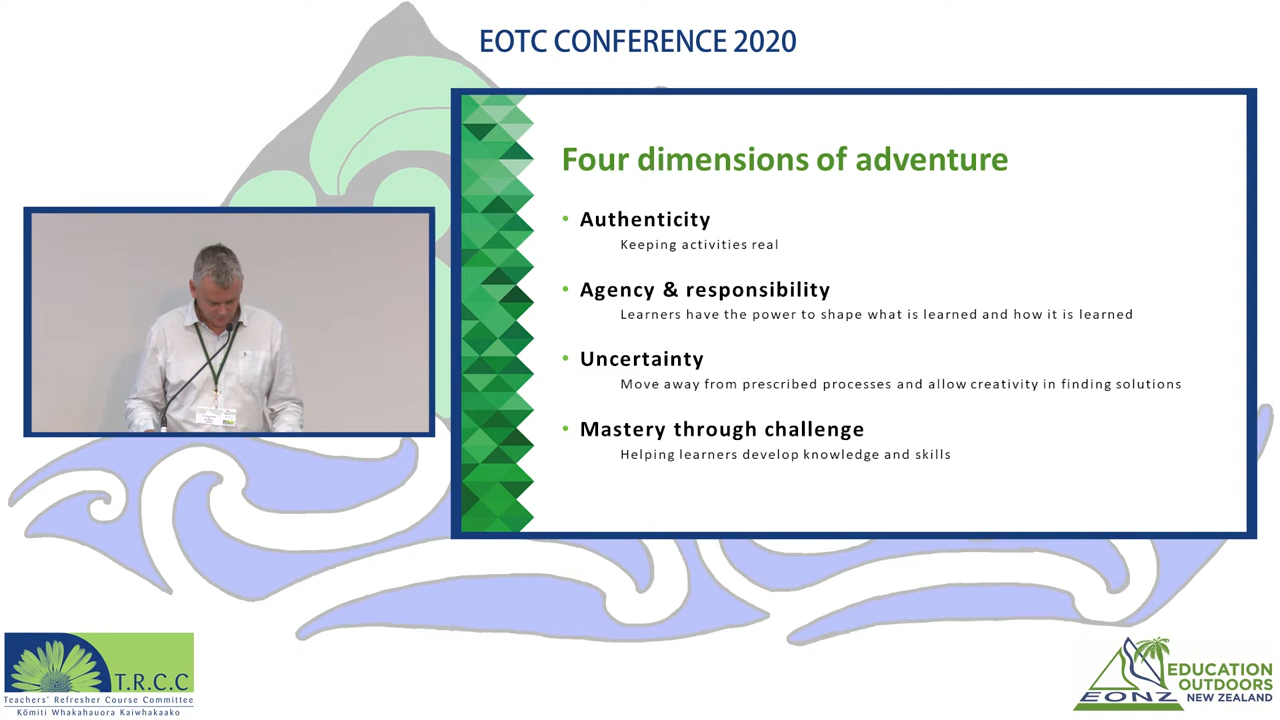 EOTC CONFERENCE 2020
Four dimensions of adventure
• Authenticity
Keeping activities real
• Agency & responsibility
Learners have the power to shape what is learned and how it is learned
• Uncertainty
Move away from prescribed processes and allow creativity in finding solutions
• Mastery through challenge
Helping learners develop knowledge and skills
T.R.C.C
Teachers' Refresher Course Committee
Kōmiti Whakahauora Kaiwhakaako
EONZ
EDUCATION
OUTDOORS
NEW ZEALAND